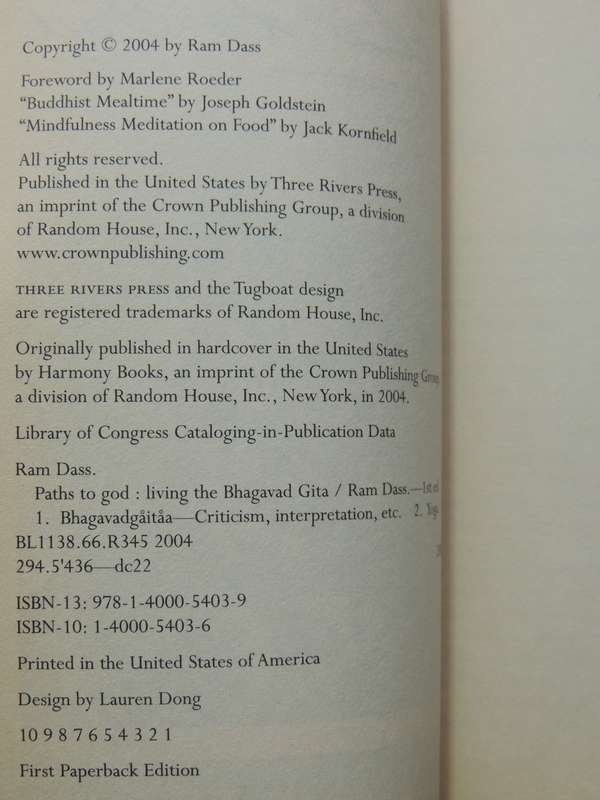 Copyright © 2004 by Ram Dass
Foreword by Marlene Roeder
“Buddhist Mealtime” by Joseph Goldstein
“Mindfulness Meditation on Food” by Jack Kornfield
All rights reserved.
Published in the United States by Three Rivers Press,
an imprint of the Crown Publishing Group, a division
of Random House, Inc., New York.
www.crownpublishing.com
THREE RIVERS PRESS and the Tugboat design
are registered trademarks of Random House, Inc.
Originally published in hardcover in the United States
by Harmony Books, an imprint of the Crown Publishing Group,
a division of Random House, Inc., New York, in 2004.
Library of Congress Cataloging-in-Publication Data
Ram Dass.
Paths to god : living the Bhagavad Gita / Ram Dass.—1st ed
1. Bhagavadgåitåa—Criticism, interpretation, etc. 2. Yoga
BL1138.66.R345 2004
294.5'436—dc22
ISBN-13: 978-1-4000-5403-9
ISBN-10: 1-4000-5403-6
Printed in the United States of America
Design by Lauren Dong
10 9 8 7 6 5 4 3 2 1
First Paperback Edition